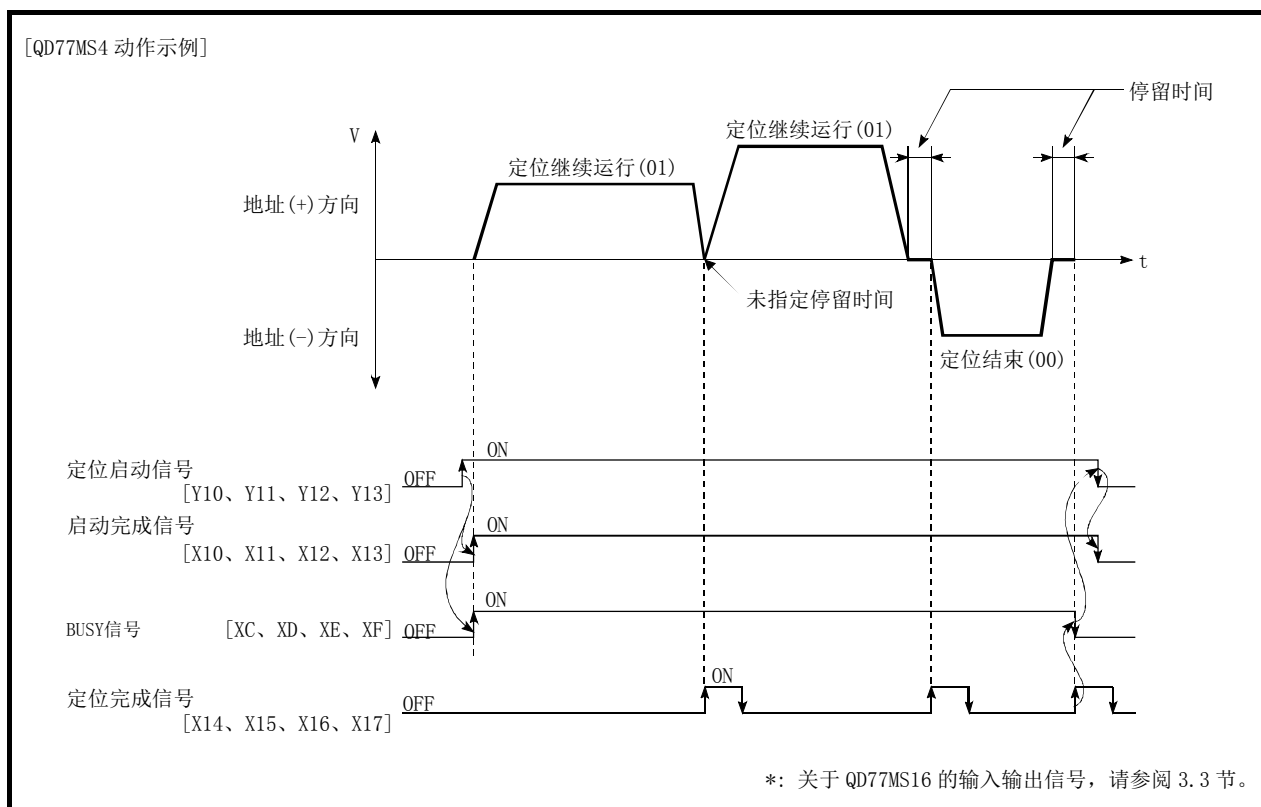 [QD77MS4 动作示例]
停留时间
V
定位继续运行(01)
定位继续运行(01)
地址(+)方向
t
未指定停留时间
地址(-)方向
定位结束(00)
ON
定位启动信号
[Y10、Y11、Y12、Y13]
OFF
ON
启动完成信号
[X10、X11、X12、X13]
OFF
ON
BUSY信号
[XC、XD、XE、XF]
OFF
ON
定位完成信号
OFF
[X14、X15、X16、X17]
*: 关于 QD77MS16 的输入输出信号，请参阅 3.3 节。